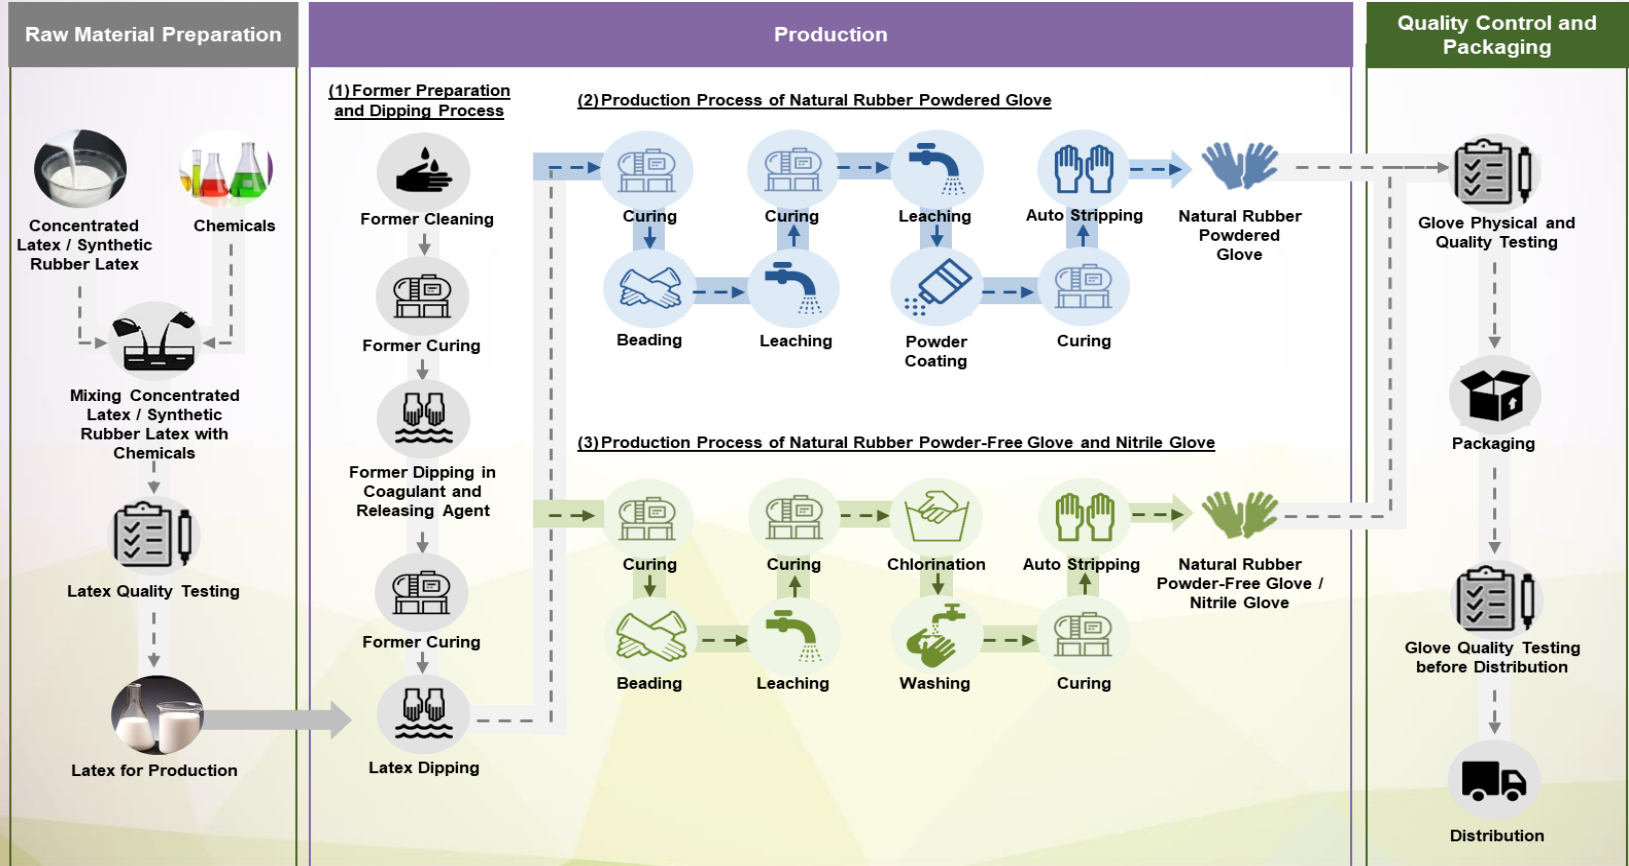 Raw Material Preparation
Concentrated
Latex / Synthetic
Rubber Latex
Chemicals
Mixing Concentrated
Latex / Synthetic
Rubber Latex with
Chemicals
Latex Quality Testing
Latex for Production
Production
(1) Former Preparation
and Dipping Process
Former Cleaning
Former Curing
Former Dipping in
Coagulant and
Releasing Agent
Former Curing
Latex Dipping
(2) Production Process of Natural Rubber Powdered Glove
Curing
Beading
Leaching
Curing
Leaching
Powder
Coating
Curing
Auto Stripping
Natural Rubber
Powdered
Glove
(3) Production Process of Natural Rubber Powder-Free Glove and Nitrile Glove
Curing
Beading
Leaching
Curing
Chlorination
Washing
Curing
Auto Stripping
Natural Rubber
Powder-Free Glove /
Nitrile Glove
Quality Control and
Packaging
Glove Physical and
Quality Testing
Packaging
Glove Quality Testing
before Distribution
Distribution